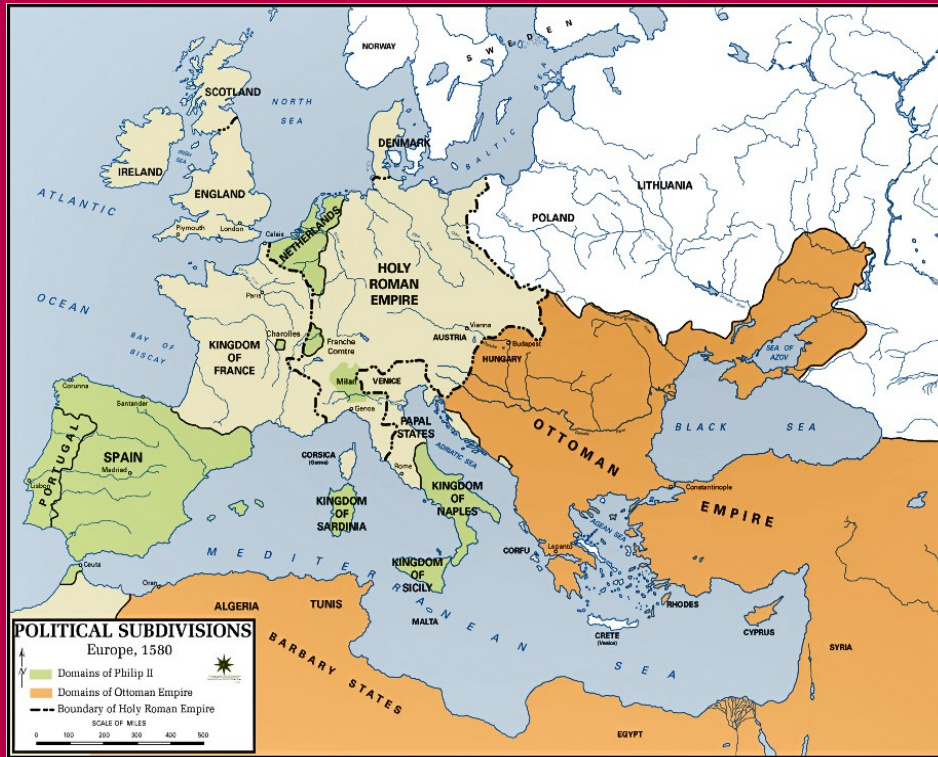 NORWAY
SWEDEN
SCOTLAND
NORTH
SEA
BALTIC
SEA
DENMARK
IRISH
SEA
IRELAND
ENGLAND
LITHUANIA
ATLANTIC
POLAND
NETHERLANDS
Plymouth
London
Calais
HOLY
ROMAN
EMPIRE
OCEAN
Paris
BAY OF
BISCAY
Charolles
Franche
Comtre
KINGDOM
OF
FRANCE
Vienna
AUSTRIA
Budapest
HUNGARY
SEA OF
AZOV
Milan
VENICE
Corunna
Santander
Genoa
PAPAL
STATES
OTTOMAN
BLACK SEA
PORTUGAL
SPAIN
Madried
Lisbon
CORSICA
(Genoa)
ADRIATIC SEA
Rome
KINGDOM
OF
NAPLES
Constantinople
EMPIRE
KINGDOM
OF
SARDINIA
AGEAN SEA
CORFU
Lepanto
Ceuta
MEDITERRANEAN SEA
KINGDOM
OF
SICILY
Oran
ALGERIA
TUNIS
MALTA
RHODES
CRETE
(Venice)
CYPRUS
SYRIA
BARBARY STATES
EGYPT
POLITICAL SUBDIVISIONS
Europe, 1580
N
Domains of Philip II
Domains of Ottoman Empire
Boundary of Holy Roman Empire
SCALE OF MILES
0 100 200 300 400 500